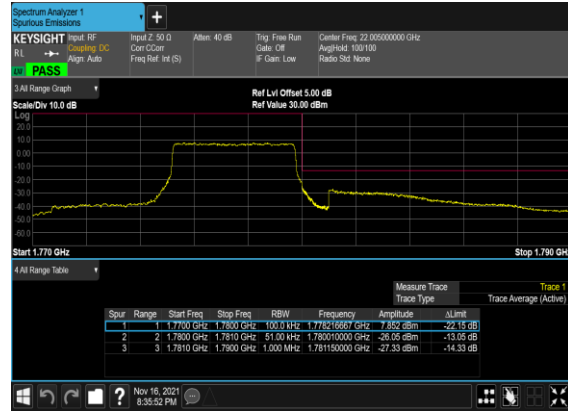 Spectrum Analyzer 1
Spurious Emissions
KEYSIGHT Input: RF Input Z: 50 Ω Atten: 40 dB Trig: Free Run Center Freq: 22.005000000 GHz
RL Coupling: DC Corr CCorr Gate: Off Avg|Hold: 100/100
Align: Auto Freq Ref: Int (S) IF Gain: Low Radio Std: None
PASS
3 All Range Graph
Ref Lvl Offset 5.00 dB
Scale/Div 10.0 dB Ref Value 30.00 dBm
Log
20.0
10.0
0.00
-10.0
-20.0
-30.0
-40.0
-50.0
-60.0
Start 1.770 GHz Stop 1.790 GH
4 All Range Table
Measure Trace Trace 1
Trace Type Trace Average (Active)
Spur Range Start Freq Stop Freq RBW Frequency Amplitude ΔLimit
1 1 1.7700 GHz 1.7800 GHz 100.0 kHz 1.778216667 GHz 7.852 dBm -22.15 dB
2 2 1.7800 GHz 1.7810 GHz 51.00 kHz 1.780010000 GHz -26.05 dBm -13.05 dB
3 3 1.7810 GHz 1.7900 GHz 1.000 MHz 1.781150000 GHz -27.33 dBm -14.33 dB
? Nov 16, 2021
8:35:52 PM